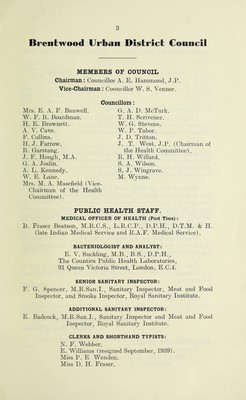 3
Brentwood Urban District Council
MEMBERS OF COUNCIL
Chairman : Councillor A. E. Hammond, J.P.
Vice-Chairman : Councillor W. S. Venner.
Councillors :
Mrs. E. A. F. Banwell.
W. F. R. Boardman.
H. E. Brownett.
A. V. Cave.
F. Collins.
H. J. Farrow.
R. Garstang.
J. F. Hough, M.A.
G. A. Joslin.
A. L. Kennedy.
W. E. Lane,
Mrs. M. A. Masefield (Vice-
Chairman of the Health
Committee).
G. A. D. McTurk.
T. H. Scrivener.
W. G. Stevens.
W. P. Tabor.
J. D. Tritton.
J. T. West, J.P. (Chairman of
the Health Committee).
R. H. Willard.
S. A. Wilson.
S, J. Wingrave.
M. Wynne.
PUBLIC HEALTH STAFF.
MEDICAL OFFICER OF HEALTH (Part Time) :
D. Fraser Beatson, M.R.C.S., L.R.C.P., D.P.H., D.T.M. & H.
(late Indian Medical Service and R.A.F. Medical Service).
BACTERIOLOGIST AND ANALYST:
E. V. Suckling, M.B., B.S., D.P.H.,
The Counties Public Health Laboratories,
91 Queen Victoria Street, London, E.C.4.
SENIOR SANITARY INSPECTOR:
F. G. Spencer, M.R.San.I., Sanitary Inspector, Meat and Food
Inspector, and Smoke Inspector, Royal Sanitary Institute.
ADDITIONAL SANITARY INSPECTOR:
E. Badcock, M.R.San.I., Sanitary Inspector and Meat and Food
Inspector, Royal Sanitary Institute.
CLERKS AND SHORTHAND TYPISTS:
N. F. Webber,
E. Williams (resigned September, 1939).
Miss P. E Wenden.
Miss D. H. Fraser,